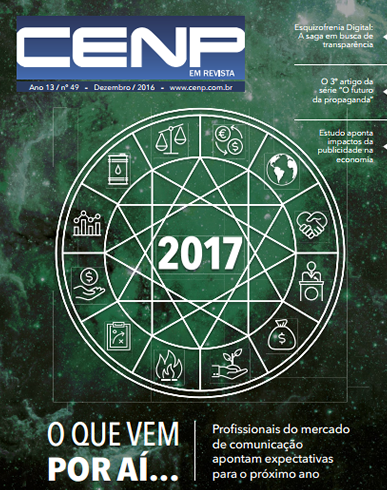 CENP
EM REVISTA
Ano 13 / nº 49 - Dezembro / 2016 - www.cenp.com.br
Esquizofrenia Digital:
A saga em busca de
transparência
O 3º artigo da
série "O futuro
da propaganda"
Estudo aponta
impactos da
publicidade na
economia
2017
O QUE VEM
POR AÍ...
Profissionais do mercado
de comunicação
apontam expectativas
para o próximo ano